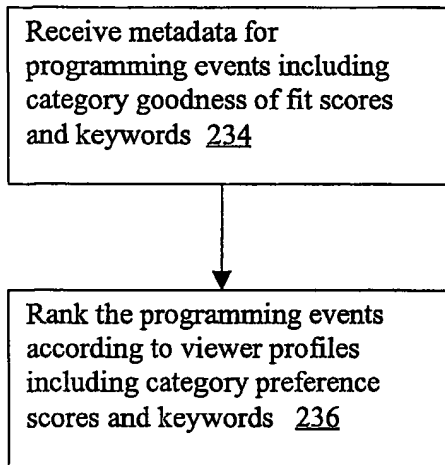 Receive metadata for
programming events including
category goodness of fit scores
and keywords 234
Rank the programming events
according to viewer profiles
including category preference
scores and keywords 236